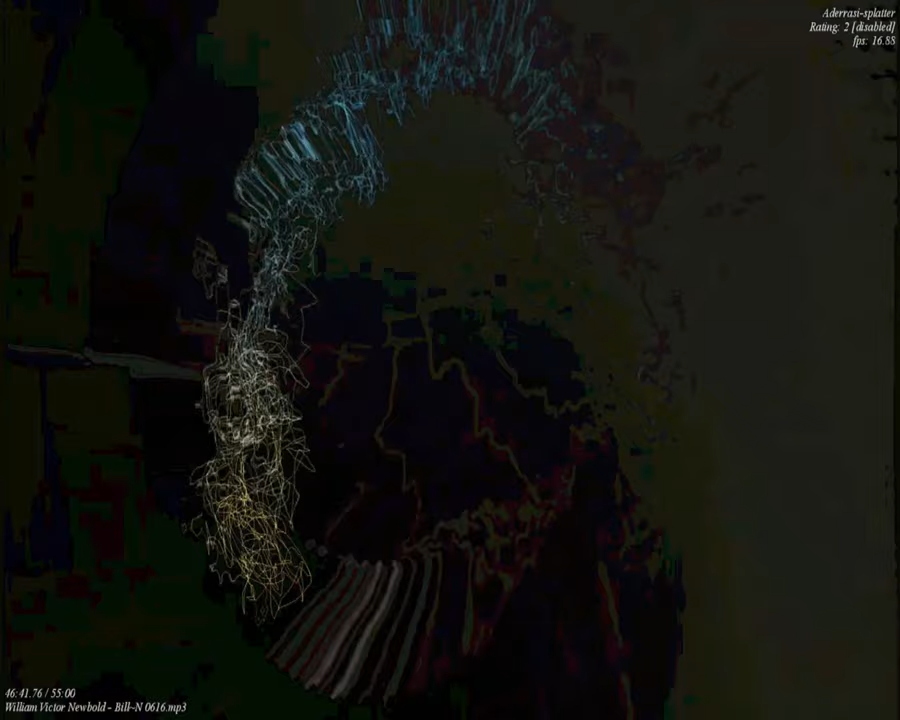 Aderrasi-splatter
Rating: 2 [disabled]
fps: 16.88
46:41.76 / 55:00
William Victor Newbold - Bill~N 0616.mp3